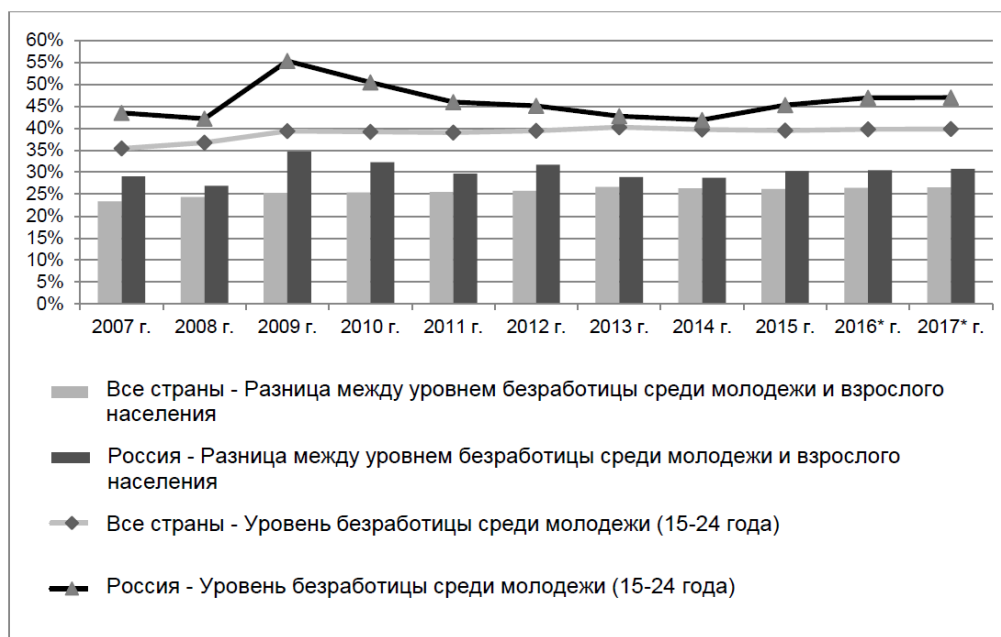 60%
55%
50%
45%
40%
35%
30%
25%
20%
15%
10%
5%
0%
2007 г. 2008 г. 2009 г. 2010 г. 2011 г. 2012 г. 2013 г. 2014 г. 2015 г. 2016* г. 2017* г.
Все страны - Разница между уровнем безработицы среди молодежи и взрослого
населения
Россия - Разница между уровнем безработицы среди молодежи и взрослого
населения
Все страны - Уровень безработицы среди молодежи (15-24 года)
Россия - Уровень безработицы среди молодежи (15-24 года)